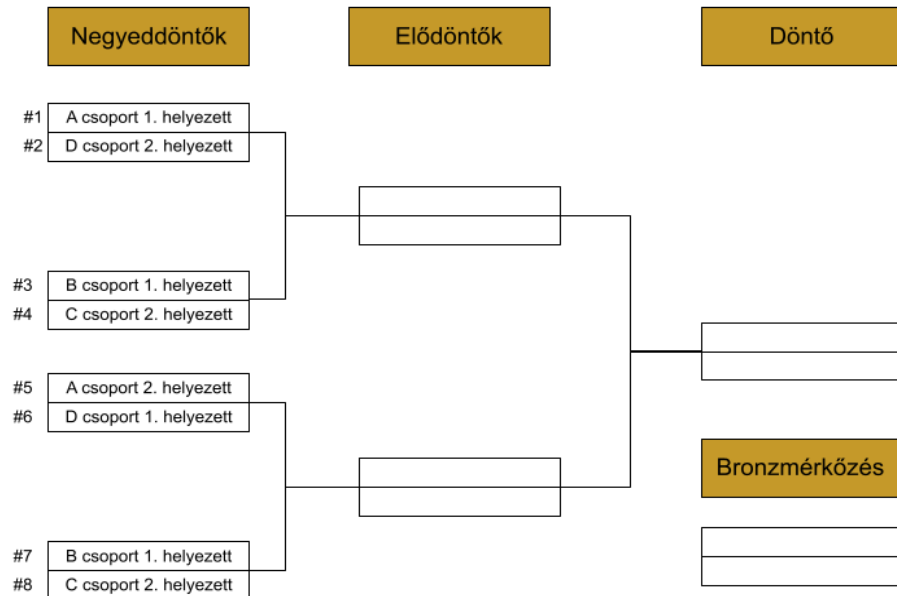 Negyeddöntők
Elődöntők
Döntő
#1 A csoport 1. helyezett
#2 D csoport 2. helyezett
#3 B csoport 1. helyezett
#4 C csoport 2. helyezett
#5 A csoport 2. helyezett
#6 D csoport 1. helyezett
Bronzmérkőzés
#7 B csoport 1. helyezett
#8 C csoport 2. helyezett